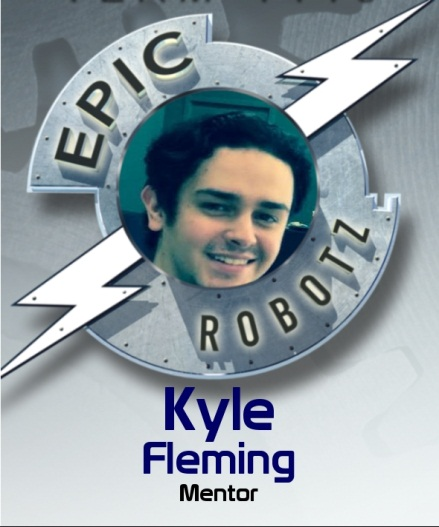 EPIC
ROBOTZ
Kyle
Fleming
Mentor